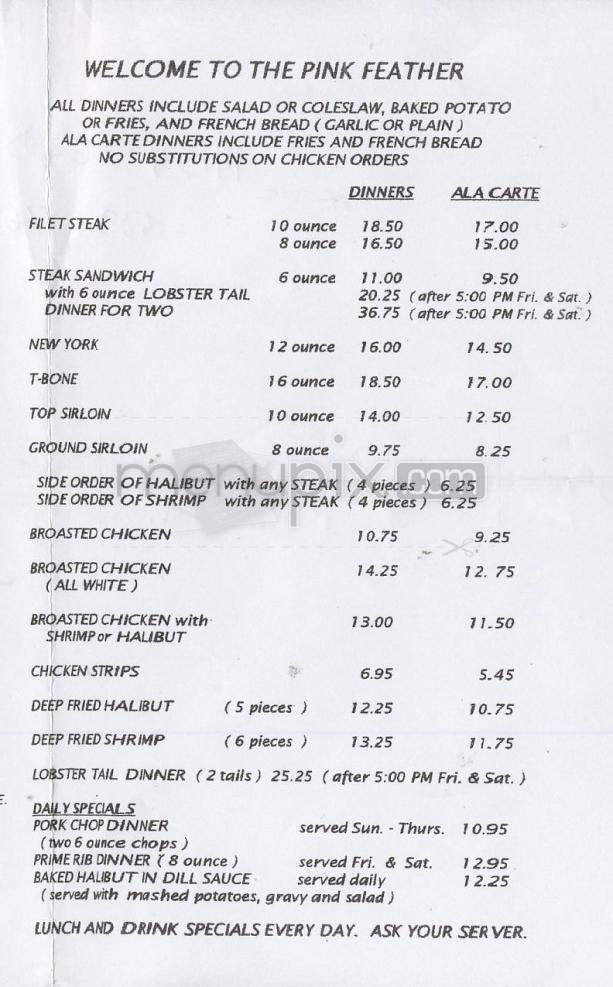 WELCOME TO THE PINK FEATHER
ALL DINNERS INCLUDE SALAD OR COLESLAW, BAKED POTATO
OR FRIES, AND FRENCH BREAD ( GARLIC OR PLAIN )
ALA CARTE DINNERS INCLUDE FRIES AND FRENCH BREAD
NO SUBSTITUTIONS ON CHICKEN ORDERS
DINNERS ALA CARTE
FILET STEAK 10 ounce 18.50 17.00
8 ounce 16.50 15.00
STEAK SANDWICH 6 ounce 11.00 9.50
with 6 ounce LOBSTER TAIL 20.25 (after 5:00 PM Fri. & Sat. )
DINNER FOR TWO 36.75 (after 5:00 PM Fri. & Sat. )
NEW YORK 12 ounce 16.00 14.50
T-BONE 16 ounce 18.50 17.00
TOP SIRLOIN 10 ounce 14.00 12.50
GROUND SIRLOIN 8 ounce 9.75 8.25
menupix.com
SIDE ORDER OF HALIBUT with any STEAK ( 4 pieces ) 6.25
SIDE ORDER OF SHRIMP with any STEAK ( 4 pieces ) 6.25
BROASTED CHICKEN 10.75 9.25
BROASTED CHICKEN 14.25 12.75
( ALL WHITE )
BROASTED CHICKEN with 13.00 11.50
SHRIMP or HALIBUT
CHICKEN STRIPS 6.95 5.45
DEEP FRIED HALIBUT ( 5 pieces ) 12.25 10.75
DEEP FRIED SHRIMP ( 6 pieces ) 13.25 11.75
LOBSTER TAIL DINNER ( 2 tails ) 25.25 ( after 5:00 PM Fri. & Sat. )
DAILY SPECIALS
PORK CHOP DINNER served Sun. - Thurs. 10.95
( two 6 ounce chops )
PRIME RIB DINNER ( 8 ounce ) served Fri. & Sat. 12.95
BAKED HALIBUT IN DILL SAUCE served daily 12.25
( served with mashed potatoes, gravy and salad )
LUNCH AND DRINK SPECIALS EVERY DAY. ASK YOUR SERVER.